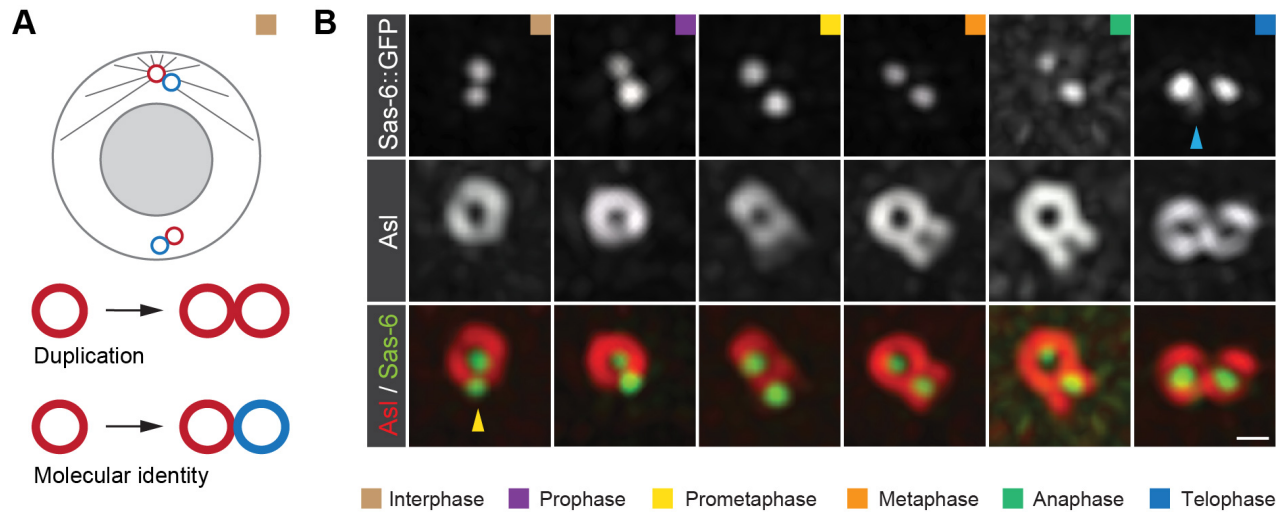 A
B
Duplication
Molecular identity
Sas-6::GFP
Asl
Asl / Sas-6
Interphase
Prophase
Prometaphase
Metaphase
Anaphase
Telophase